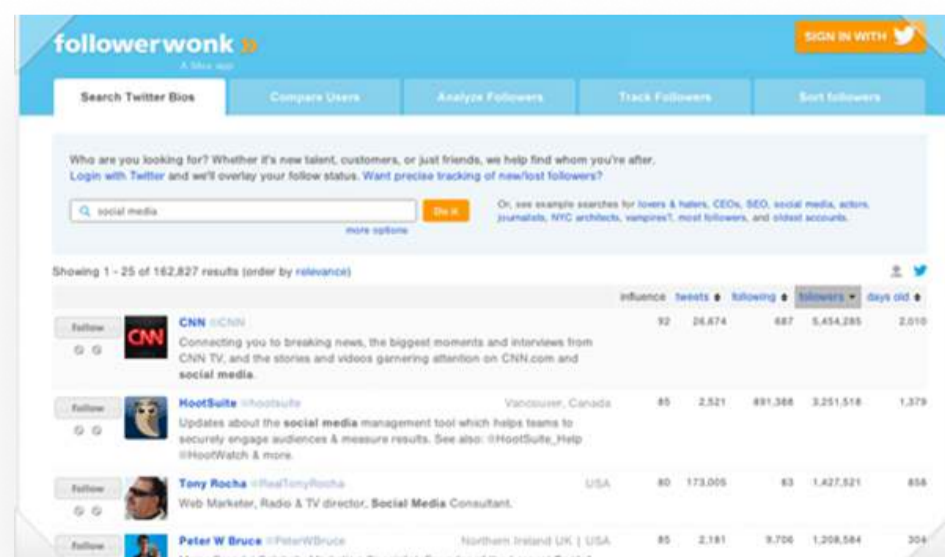 followerwonk »
SIGN IN WITH
A Moz app
Search Twitter Bios
Compare Users
Analyze Followers
Track Followers
Sort followers
Who are you looking for? Whether it's new talent, customers, or just friends, we help find whom you're after.
Login with Twitter and we'll overlay your follow status. Want precise tracking of new/lost followers?
social media
Do it
Or, see example searches for lovers & haters, CEOs, SEO, social media, actors,
journalists, NYC architects, vampires?, most followers, and oldest accounts.
more options
Showing 1 - 25 of 162,827 results (order by relevance)
influence tweets following followers days old
Follow
CNN @CNN
92 26,674 687 5,454,285 2,010
Connecting you to breaking news, the biggest moments and interviews from
CNN TV, and the stories and videos garnering attention on CNN.com and
social media.
CNN
Follow
HootSuite @hootsuite
Vancouver, Canada
85 2,521 891,388 3,251,518 1,379
Updates about the social media management tool which helps teams to
securely engage audiences & measure results. See also: @HootSuite_Help
@HootWatch & more.
Follow
Tony Rocha @RealTonyRocha
USA
80 173,005 83 1,427,521 858
Web Marketer, Radio & TV director, Social Media Consultant.
Follow
Peter W Bruce @PeterWBruce
Northern Ireland UK | USA
85 2,181 9,706 1,208,584 304